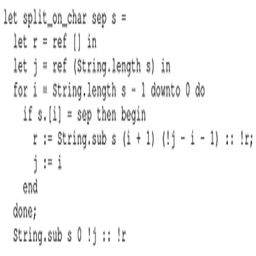 let split_on_char sep s =
  let r = ref [] in
  let j = ref (String.length s) in
  for i = String.length s - 1 downto 0 do
    if s.[i] = sep then begin
      r := String.sub s (i + 1) (!j - i - 1) :: !r;
      j := i
    end
  done;
  String.sub s 0 !j :: !r